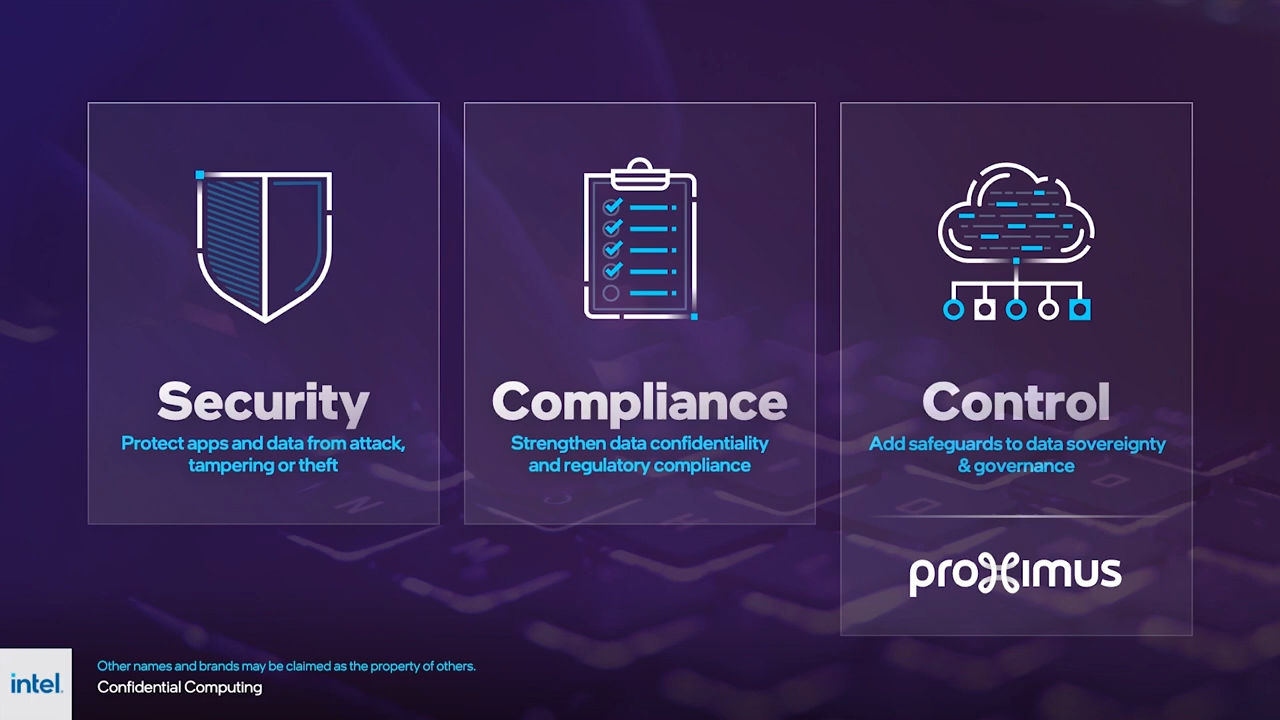 Security
Protect apps and data from attack,
tampering or theft
Compliance
Strengthen data confidentiality
and regulatory compliance
Control
Add safeguards to data sovereignty
& governance
proximus
intel.
Other names and brands may be claimed as the property of others.
Confidential Computing